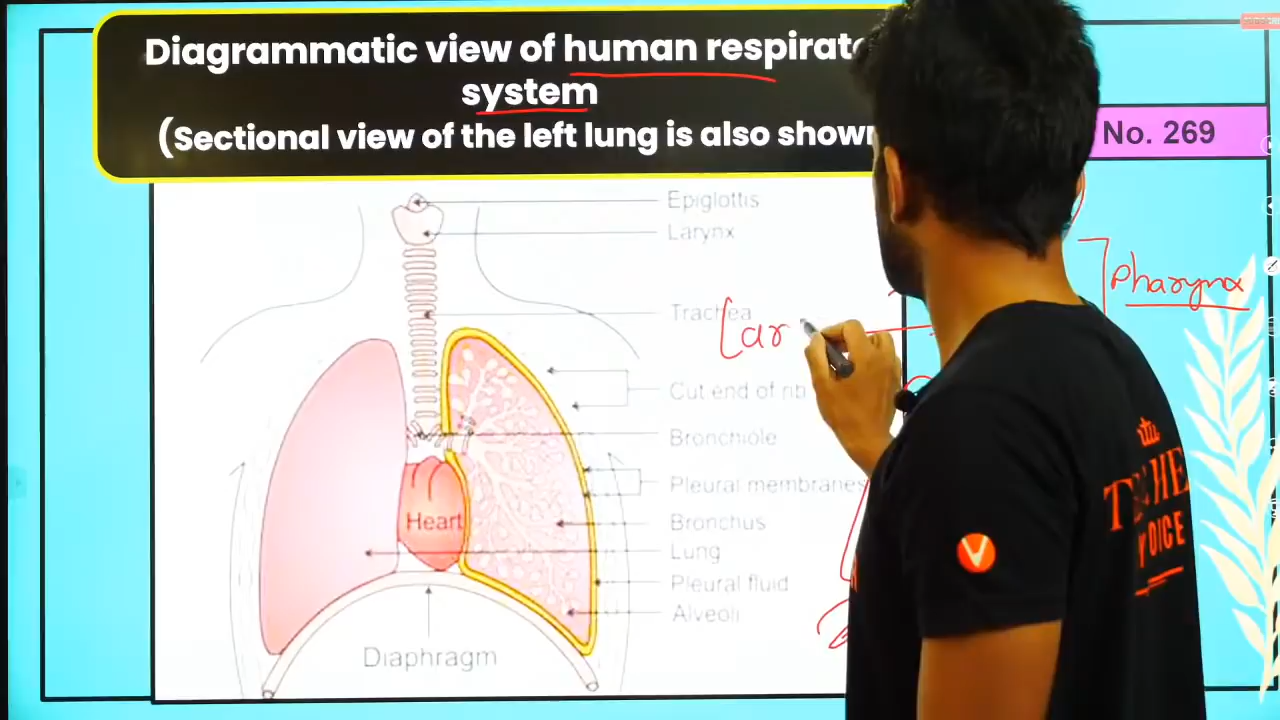 Diagrammatic view of human respirato
system
(Sectional view of the left lung is also shown
No. 269
Epiglottis
Larynx
Pharynx
Trachea
Lar
Cut end of rib
Bronchiole
Pleural membranes
Bronchus
Heart
Lung
Pleural fluid
Alveoli
Diaphragm